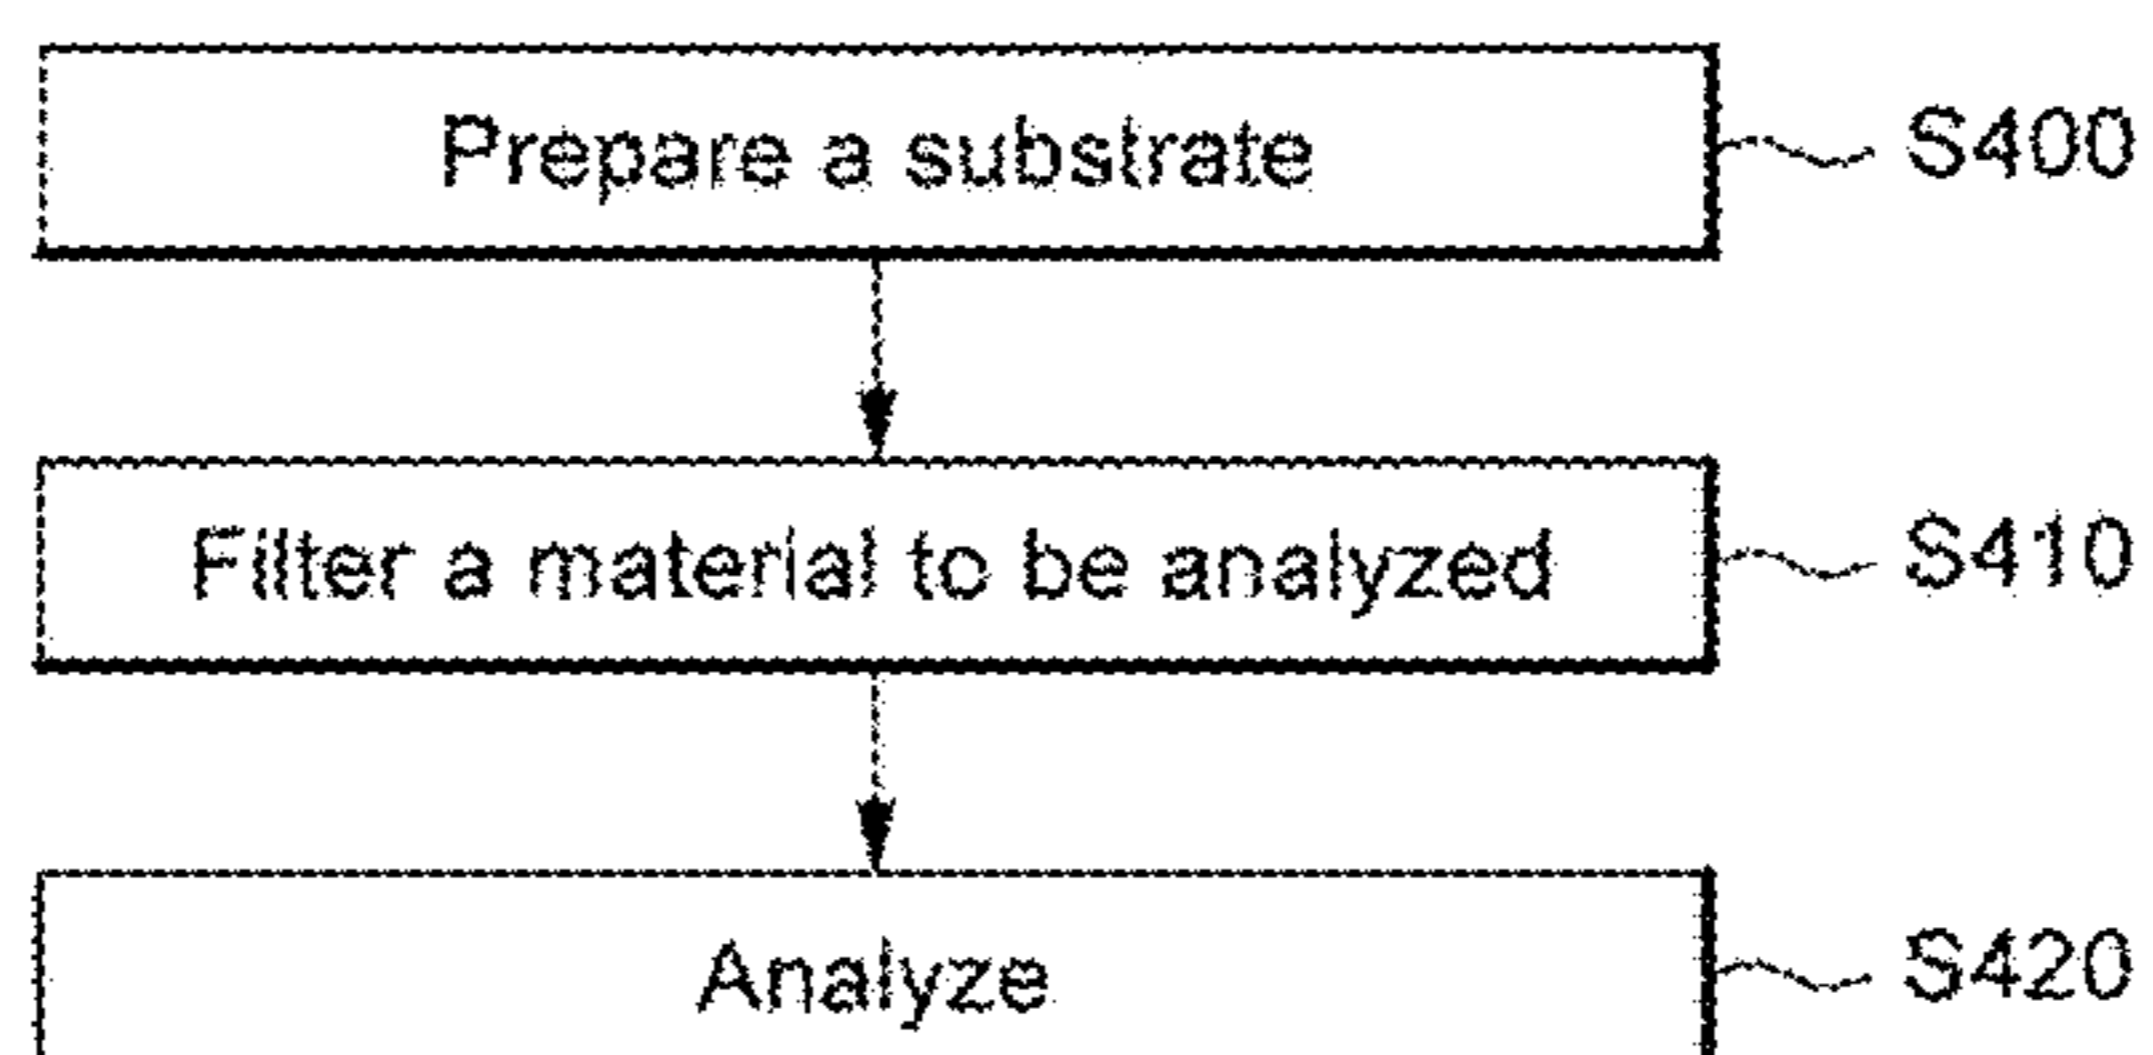 Prepare a substrate S400
Filter a material to be analyzed S410
Analyze S420